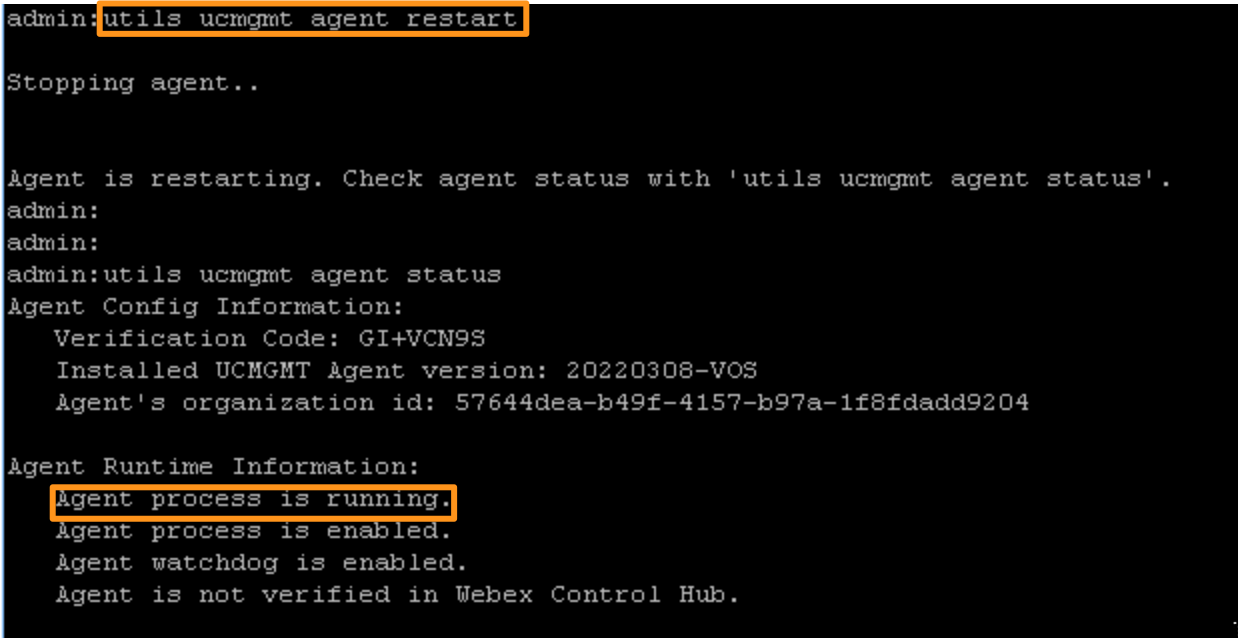 admin:utils ucmgmt agent restart
Stopping agent..
Agent is restarting. Check agent status with 'utils ucmgmt agent status'.
admin:
admin:
admin:utils ucmgmt agent status
Agent Config Information:
Verification Code: GI+VCN9S
Installed UCMGMT Agent version: 20220308-VOS
Agent's organization id: 57644dea-b49f-4157-b97a-1f8fdadd9204
Agent Runtime Information:
Agent process is running.
Agent process is enabled.
Agent watchdog is enabled.
Agent is not verified in Webex Control Hub.